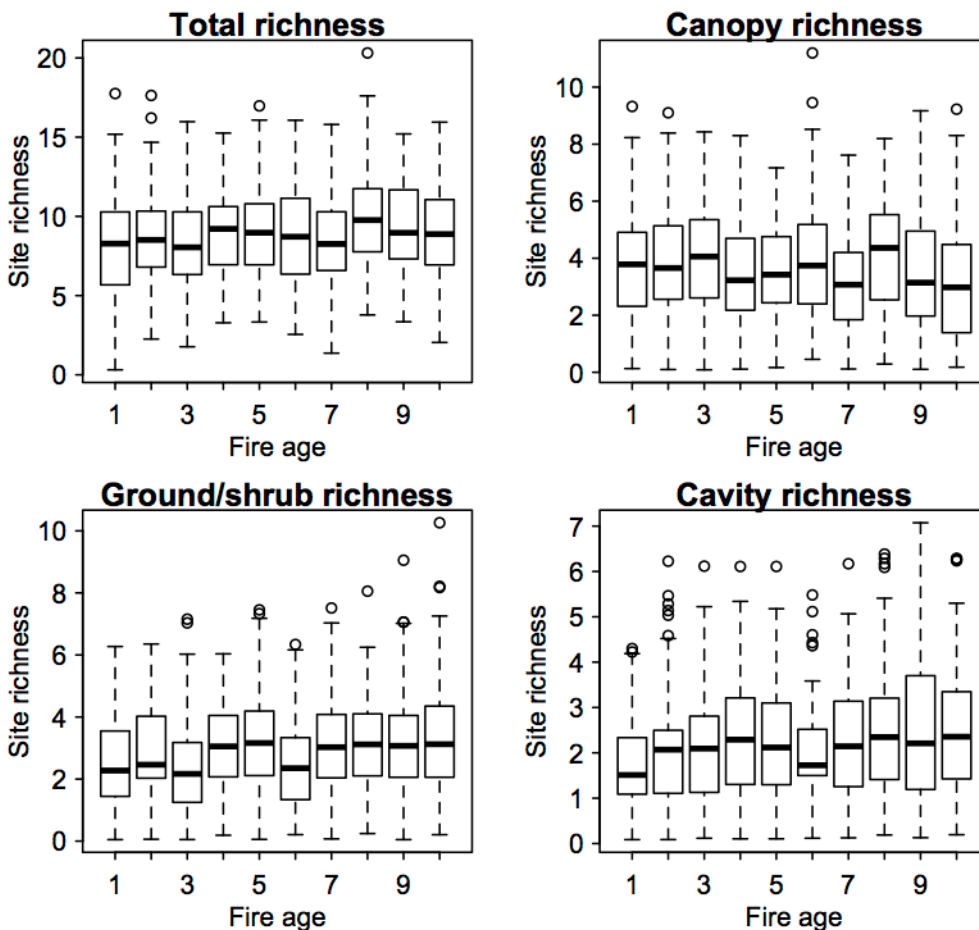 Total richness
Site richness
20
15
10
5
0
1 3 5 7 9
Fire age
Canopy richness
Site richness
10
8
6
4
2
0
1 3 5 7 9
Fire age
Ground/shrub richness
Site richness
10
8
6
4
2
0
1 3 5 7 9
Fire age
Cavity richness
Site richness
7
6
5
4
3
2
1
0
1 3 5 7 9
Fire age